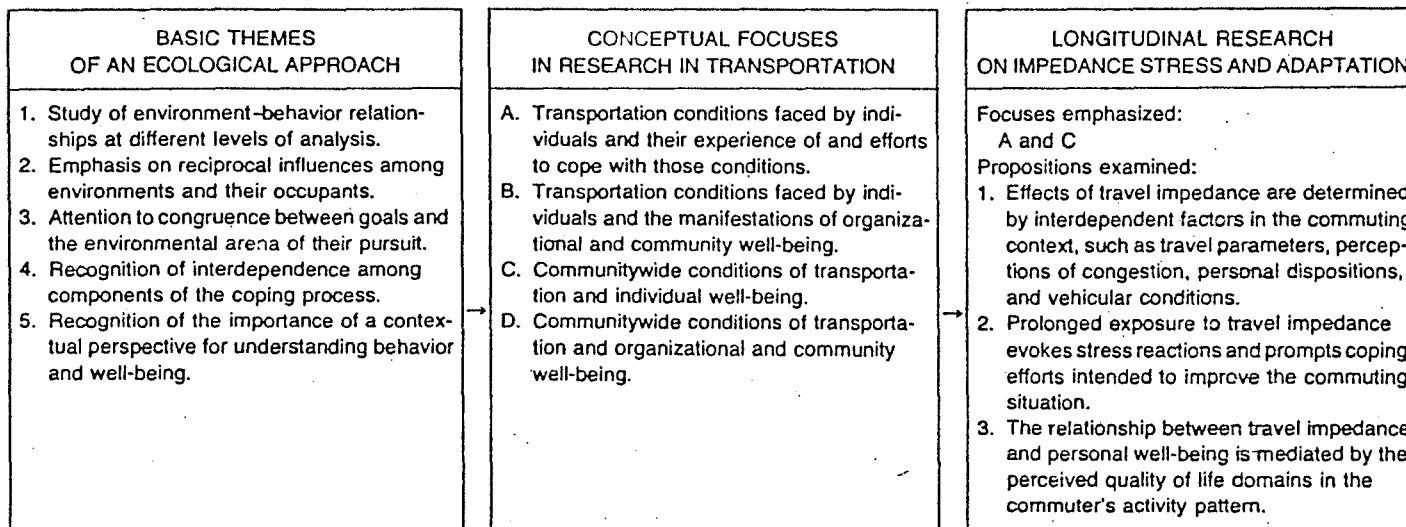 BASIC THEMES
OF AN ECOLOGICAL APPROACH
1. Study of environment–behavior relation-
ships at different levels of analysis.
2. Emphasis on reciprocal influences among
environments and their occupants.
3. Attention to congruence between goals and
the environmental arena of their pursuit.
4. Recognition of interdependence among
components of the coping process.
5. Recognition of the importance of a contex-
tual perspective for understanding behavior
and well-being.
→
CONCEPTUAL FOCUSES
IN RESEARCH IN TRANSPORTATION
A. Transportation conditions faced by indi-
viduals and their experience of and efforts
to cope with those conditions.
B. Transportation conditions faced by indi-
viduals and the manifestations of organiza-
tional and community well-being.
C. Communitywide conditions of transporta-
tion and individual well-being.
D. Communitywide conditions of transporta-
tion and organizational and community
well-being.
→
LONGITUDINAL RESEARCH
ON IMPEDANCE STRESS AND ADAPTATION
Focuses emphasized:
A and C
Propositions examined:
1. Effects of travel impedance are determined
by interdependent factors in the commuting
context, such as travel parameters, percep-
tions of congestion, personal dispositions,
and vehicular conditions.
2. Prolonged exposure to travel impedance
evokes stress reactions and prompts coping
efforts intended to improve the commuting
situation.
3. The relationship between travel impedance
and personal well-being is mediated by the
perceived quality of life domains in the
commuter's activity pattern.